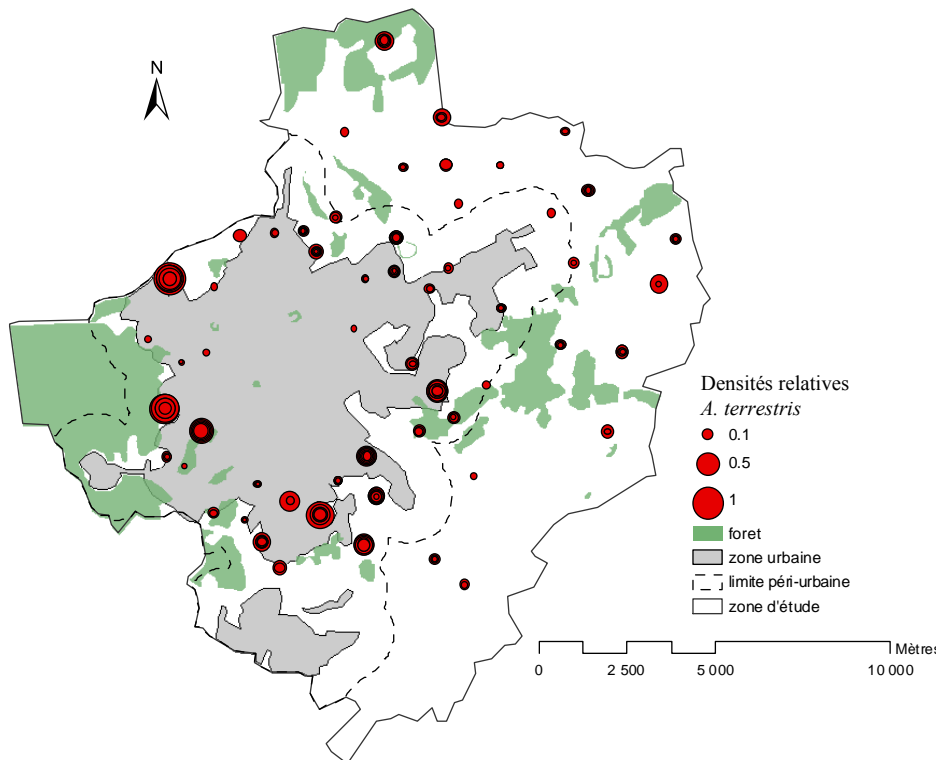 N
Densités relatives
A. terrestris
0.1
0.5
1
foret
zone urbaine
limite péri-urbaine
zone d'étude
Mètres
0 2 500 5 000 10 000